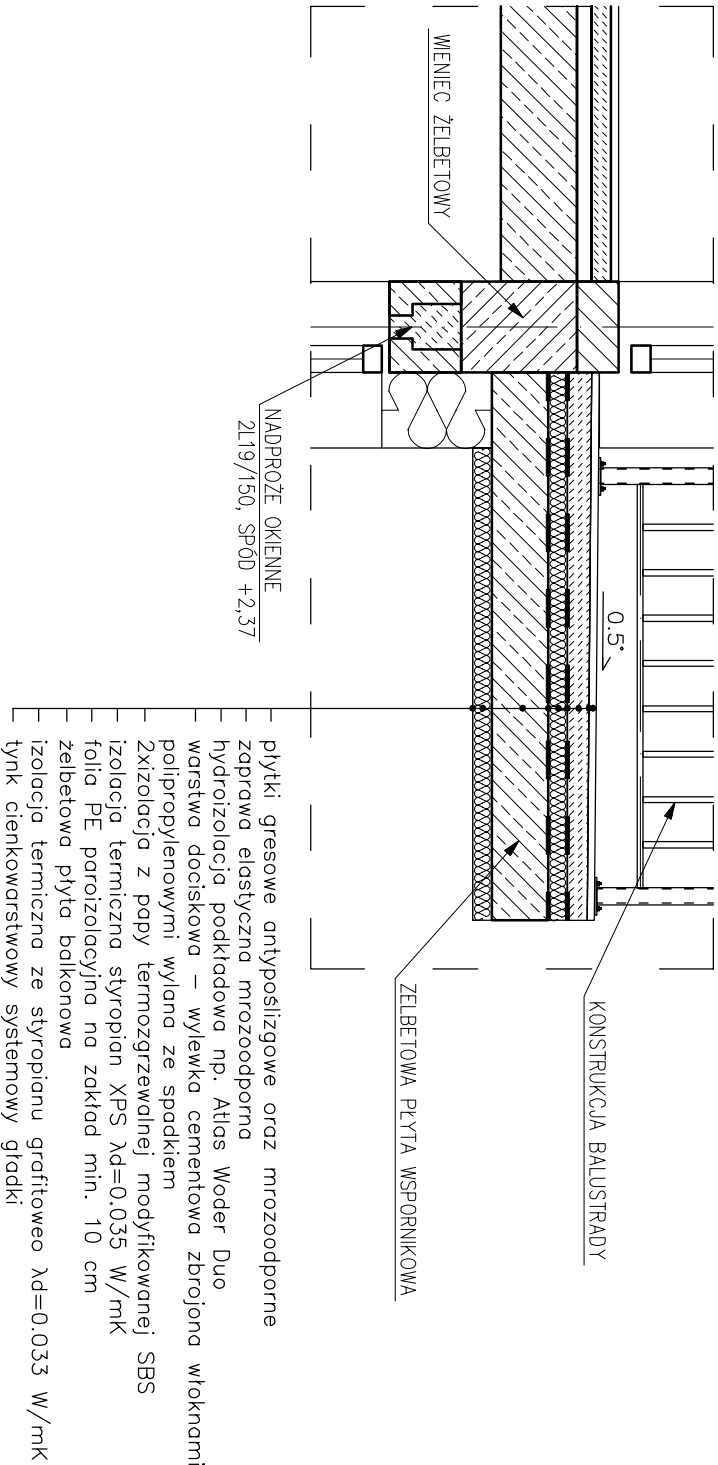 WIENIEC ŻELBETOWY
NADPROŻE OKIENNE
2L19/150, SPÓD +2,37
0.5°
KONSTRUKCJA BALUSTRADY
ŻELBETOWA PŁYTA WSPORNIKOWA
płytki gresowe antypoślizgowe oraz mrozoodporne
zaprawa elastyczna mrozoodporna
hydroizolacja podkładowa np. Atlas Woder Duo
warstwa dociskowa – wylewka cementowa zbrojona włoknami
polipropylenowymi wylana ze spadkiem
2xizolacja z papy termozgrzewalnej modyfikowanej SBS
izolacja termiczna styropian XPS λd=0.035 W/mK
folia PE paroizolacyjna na zakład min. 10 cm
żelbetowa płyta balkonowa
izolacja termiczna ze styropianu grafitoweo λd=0.033 W/mK
tynk cienkowarstwowy systemowy gładki